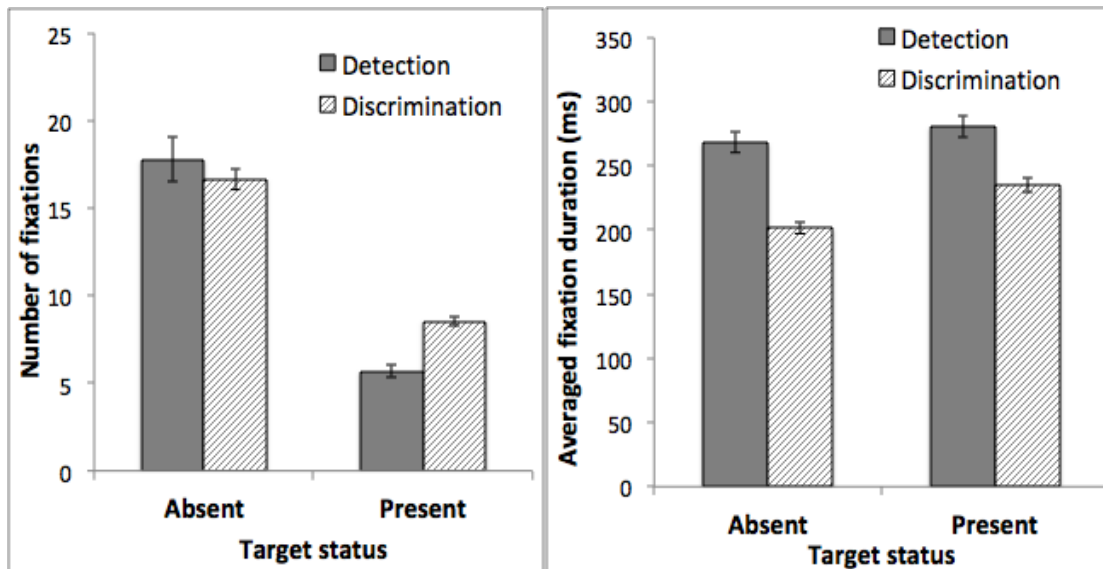 Number of fixations
25
20
15
10
5
0
Detection
Discrimination
Absent Present
Target status
Averaged fixation duration (ms)
350
300
250
200
150
100
50
0
Detection
Discrimination
Absent Present
Target status